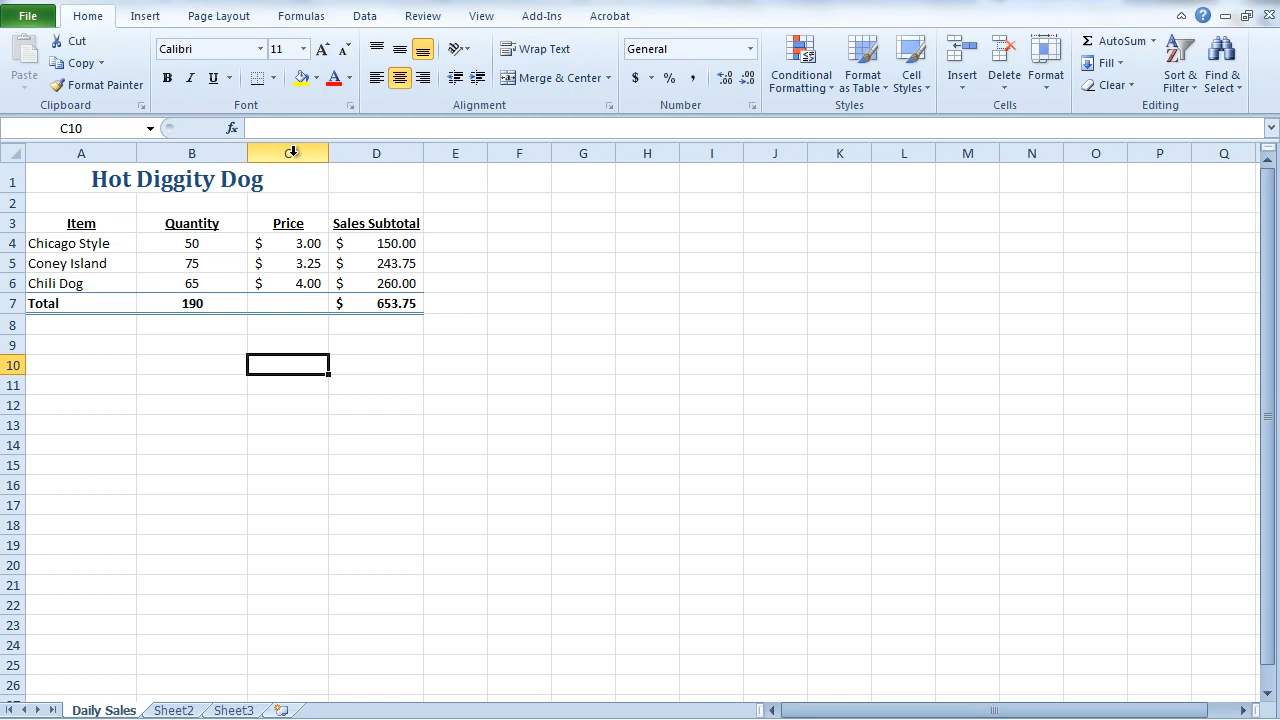 File Home Insert Page Layout Formulas Data Review View Add-Ins Acrobat
Cut
Copy
Format Painter
Paste
Clipboard
Calibri 11
B I U A
Font
Wrap Text
Merge & Center
Alignment
General
$ % ,
Number
Conditional Formatting
Format as Table
Cell Styles
Styles
Insert Delete Format
Cells
Σ AutoSum
Fill
Clear
Sort & Filter
Find & Select
Editing
C10 fx
A B C D E F G H I J K L M N O P Q
1 Hot Diggity Dog
2
3 Item Quantity Price Sales Subtotal
4 Chicago Style 50 $ 3.00 $ 150.00
5 Coney Island 75 $ 3.25 $ 243.75
6 Chili Dog 65 $ 4.00 $ 260.00
7 Total 190 $ 653.75
8
9
10
11
12
13
14
15
16
17
18
19
20
21
22
23
24
25
26
Daily Sales Sheet2 Sheet3